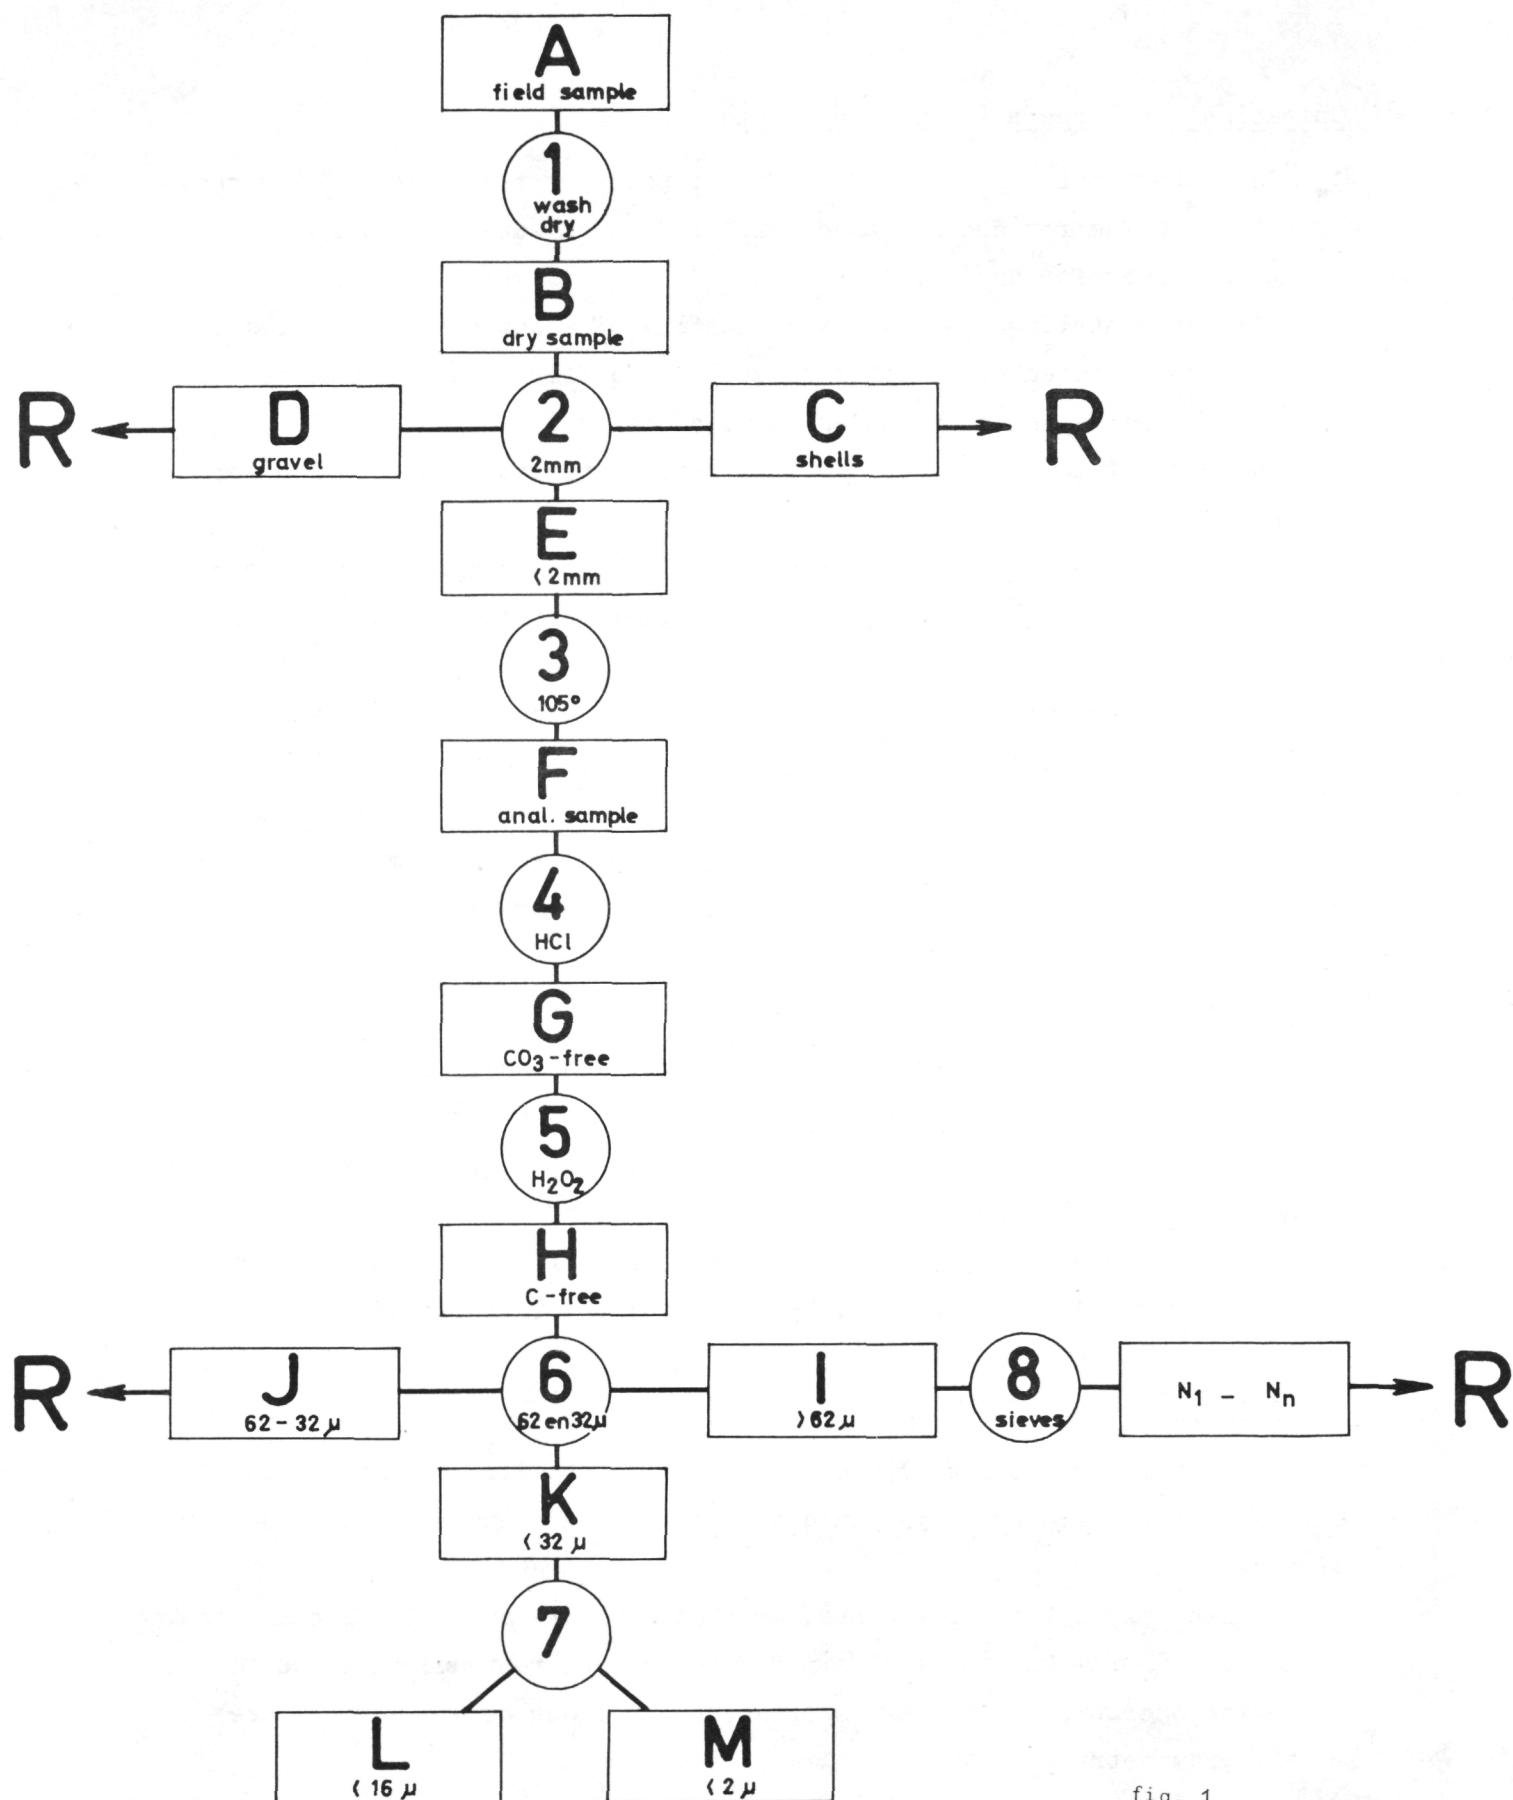 A
field sample
1
wash
dry
B
dry sample
R
D
gravel
2
2mm
C
shells
R
E
< 2mm
3
105°
F
anal. sample
4
HCl
G
CO₃-free
5
H₂O₂
H
C-free
R
J
62-32 µ
6
62 en 32µ
I
>62 µ
8
sieves
N₁ - Nₙ
R
K
< 32 µ
7
L
< 16 µ
M
< 2 µ
fig. 1